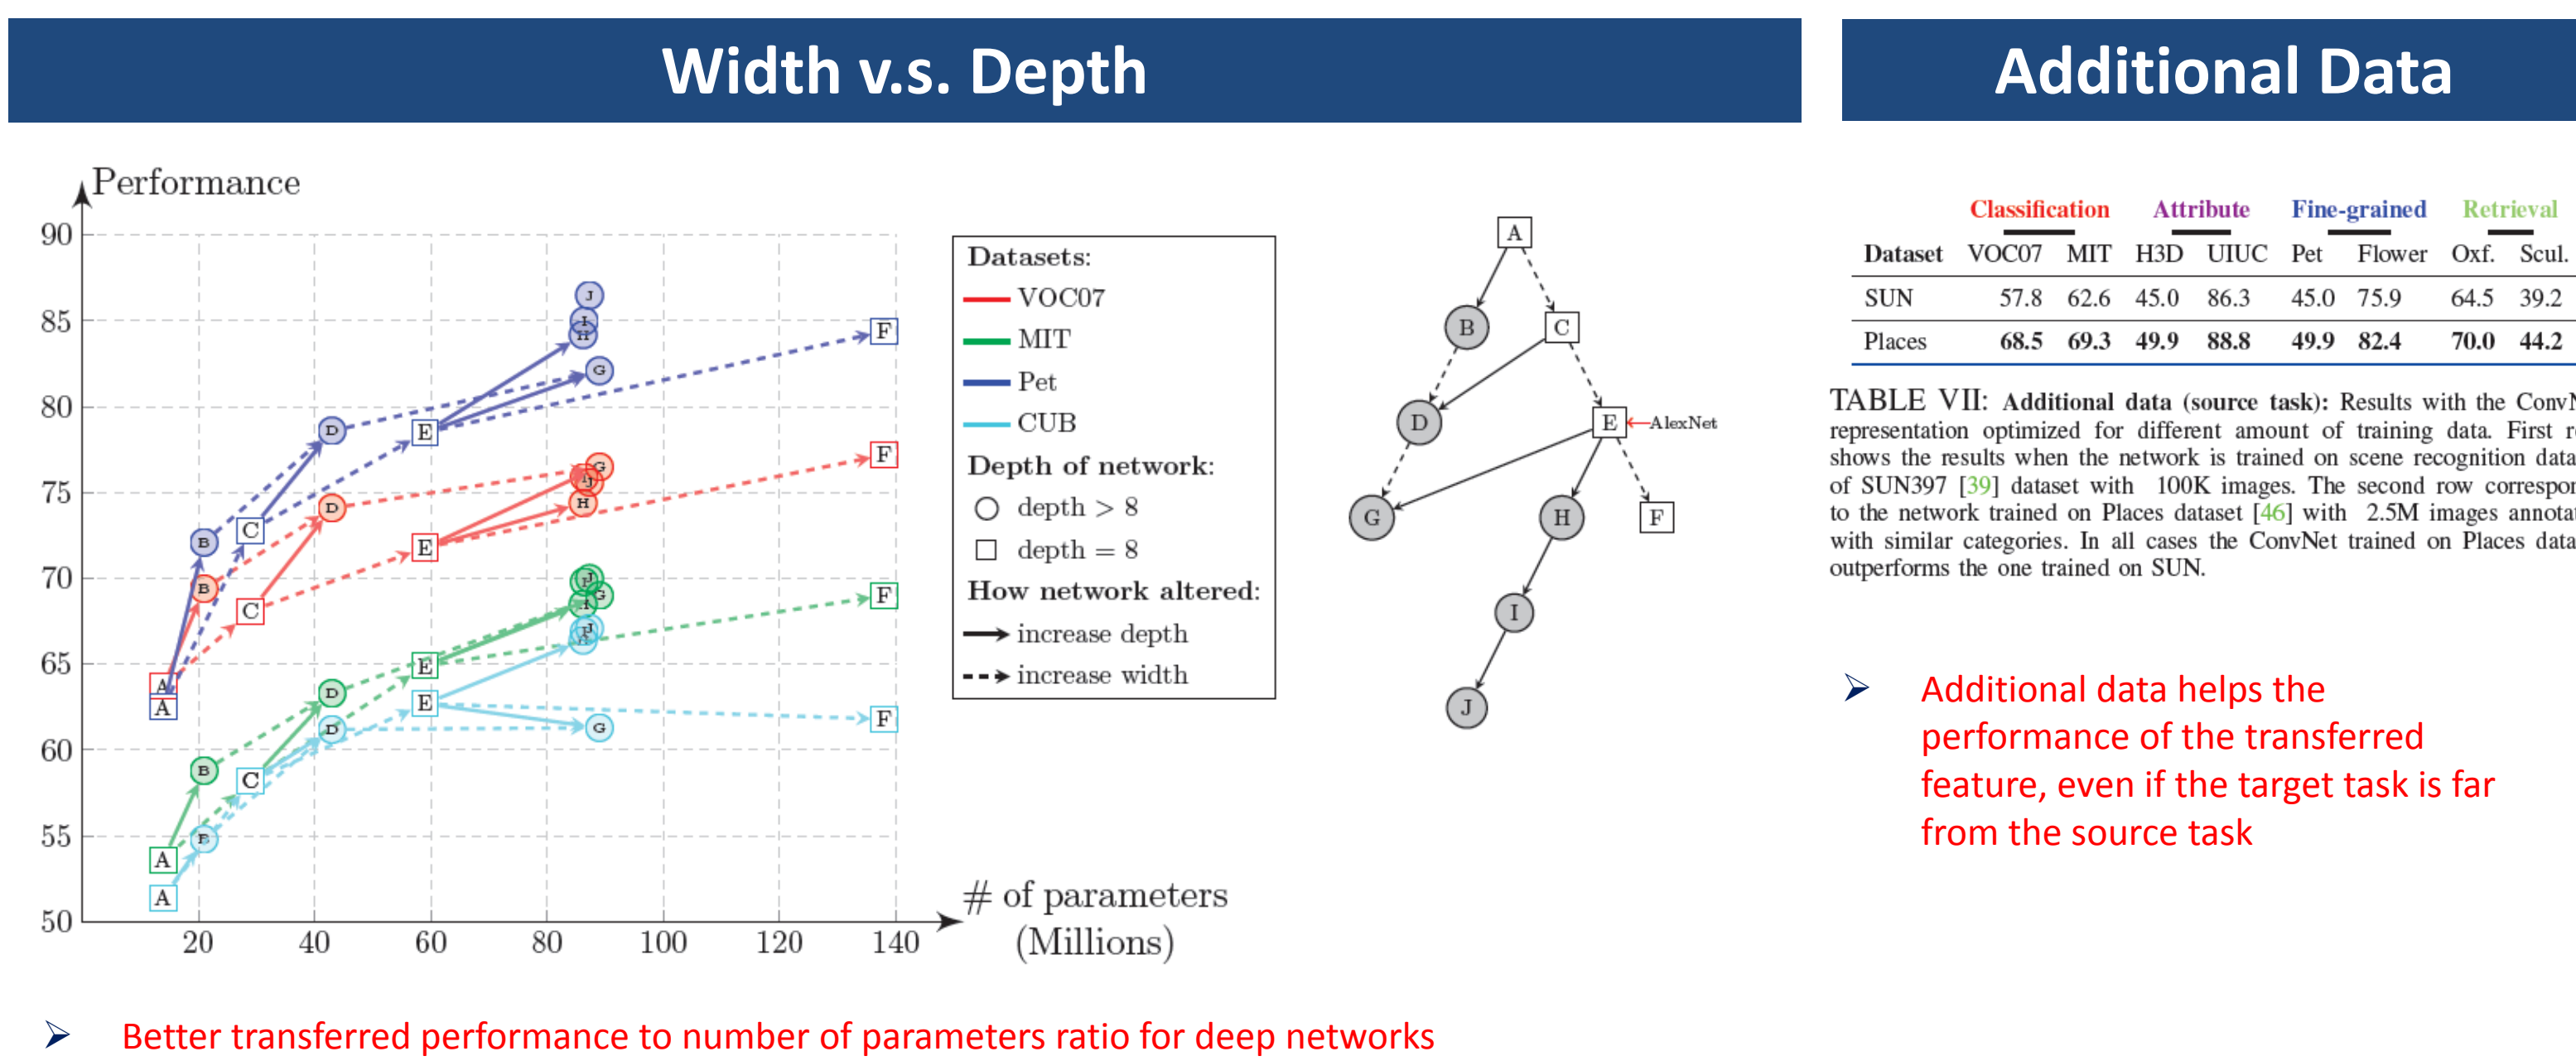 Width v.s. Depth
Performance
90
85
80
75
70
65
60
55
50
20 40 60 80 100 120 140
# of parameters
(Millions)
A B C D E F G H I J
Datasets:
VOC07
MIT
Pet
CUB
Depth of network:
depth > 8
depth = 8
How network altered:
increase depth
increase width
A
B C
D E AlexNet
G H F
I
J
➢ Better transferred performance to number of parameters ratio for deep networks
Additional Data
Classification Attribute Fine-grained Retrieval
Dataset VOC07 MIT H3D UIUC Pet Flower Oxf. Scul.
SUN 57.8 62.6 45.0 86.3 45.0 75.9 64.5 39.2
Places 68.5 69.3 49.9 88.8 49.9 82.4 70.0 44.2
TABLE VII: Additional data (source task): Results with the Conv
representation optimized for different amount of training data. First r
shows the results when the network is trained on scene recognition data
of SUN397 [39] dataset with 100K images. The second row correspon
to the network trained on Places dataset [46] with 2.5M images annotat
with similar categories. In all cases the ConvNet trained on Places data
outperforms the one trained on SUN.
➢ Additional data helps the
performance of the transferred
feature, even if the target task is far
from the source task